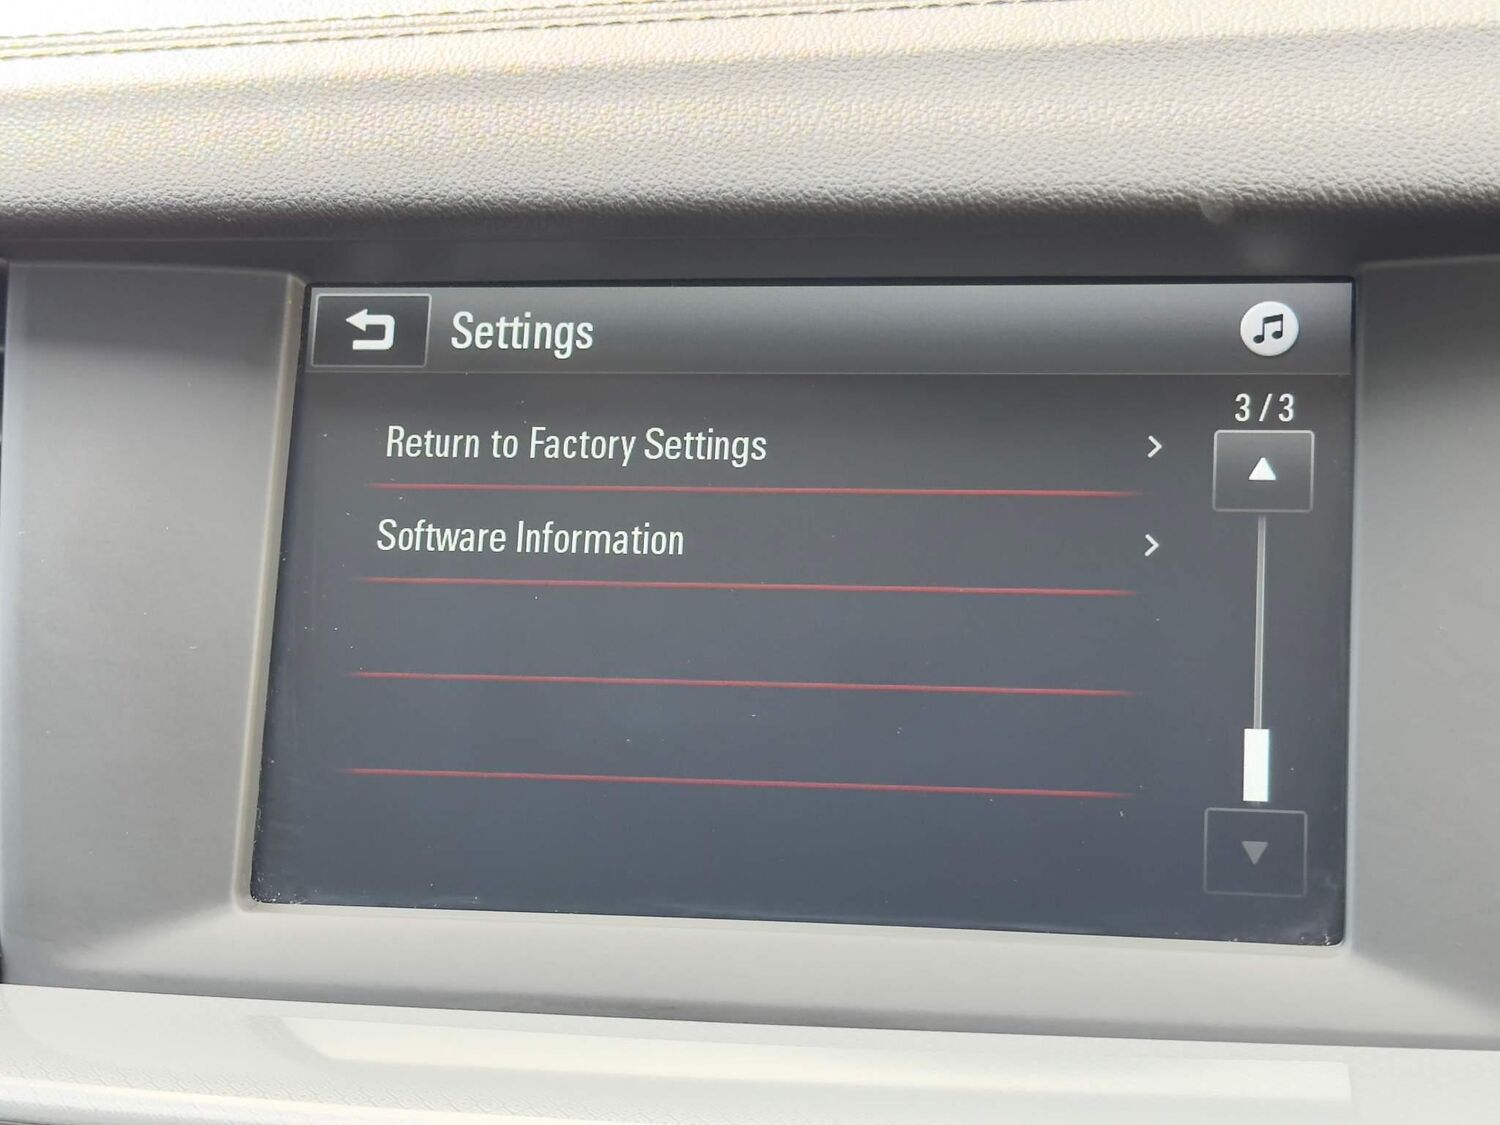 Settings
3/3
Return to Factory Settings
Software Information